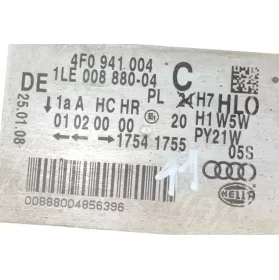 4F0 941 004
1LE 008 880-04
C
DE
PL
H7 HLO
↓1a A HC HR
01 02 00 00
E1
20
H1 W5W
PY21W
←← → 1754 1755
05S
25.01.08
11
HELLA
00888004856396